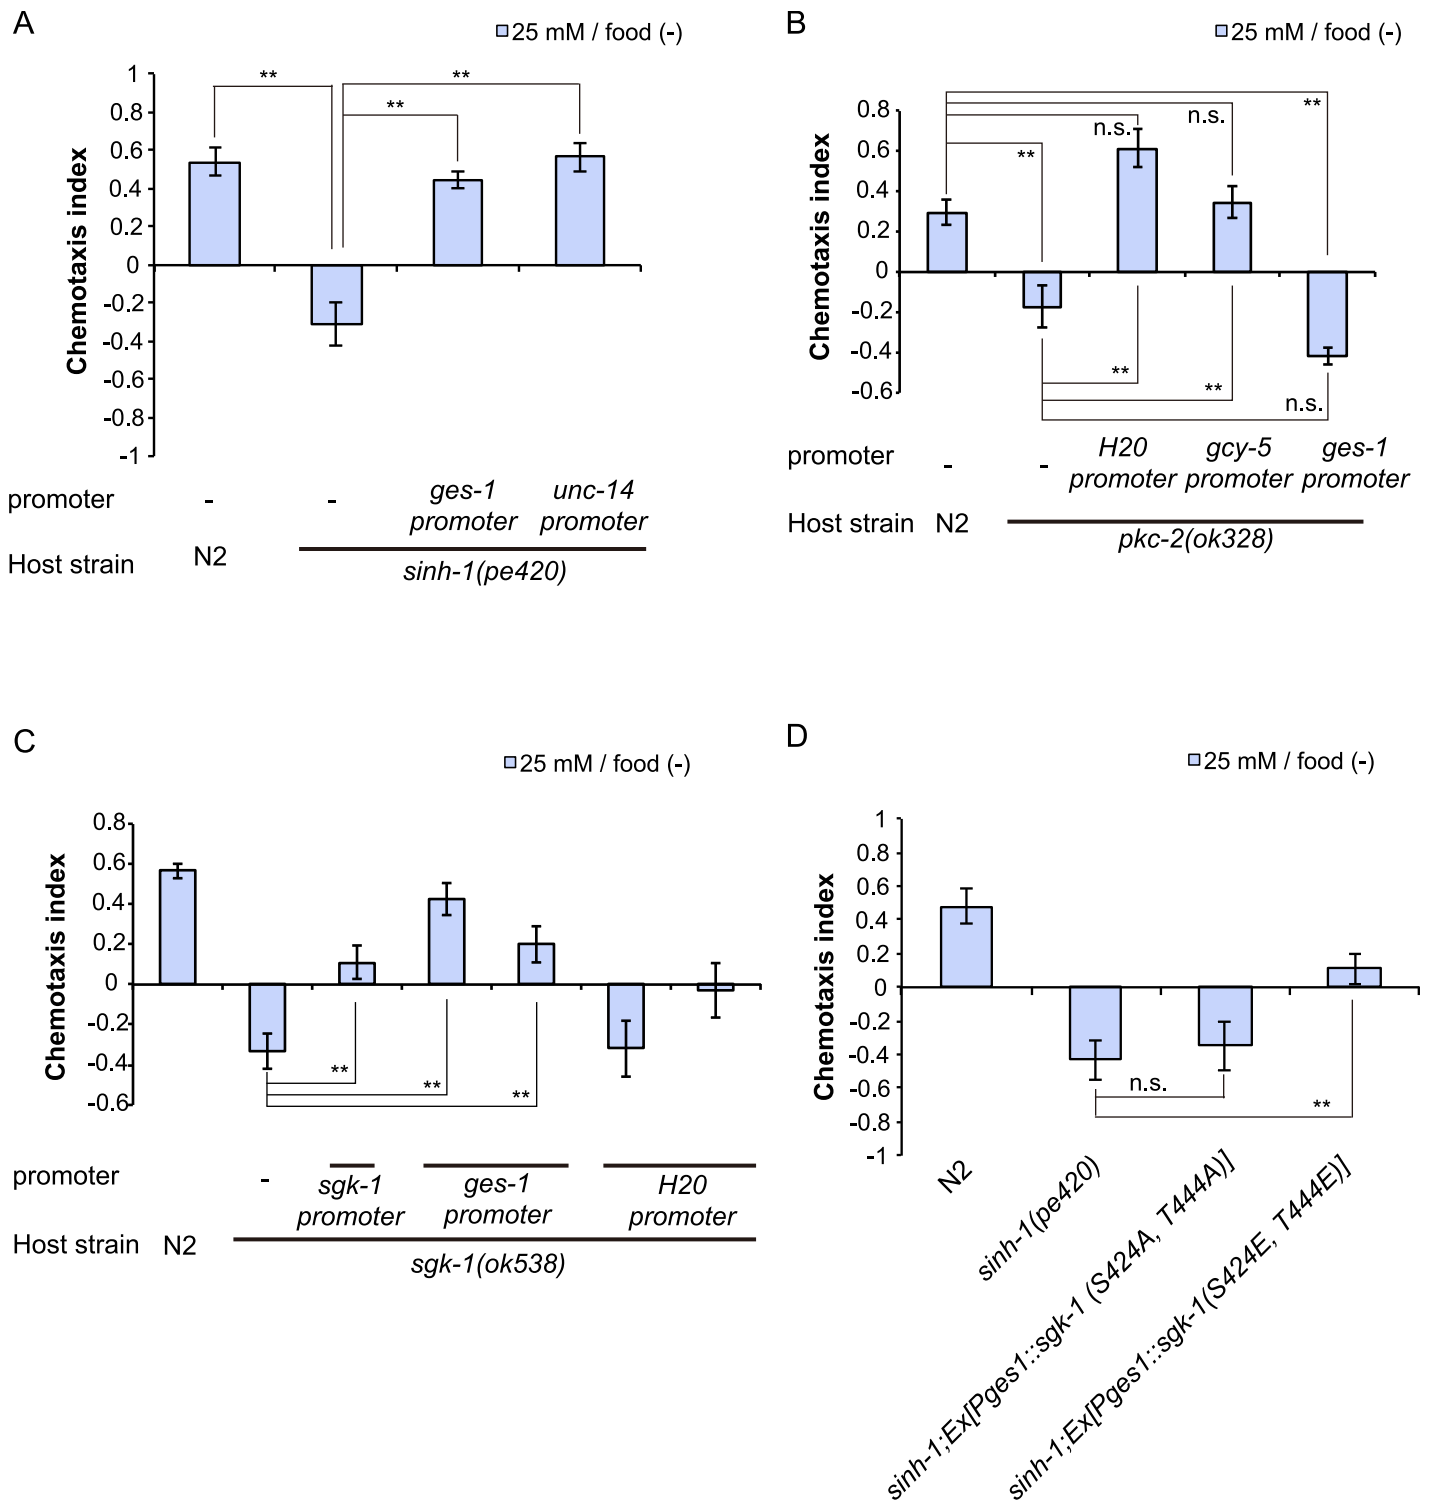 A
25 mM / food (-)
Chemotaxis index
1
0.8
0.6
0.4
0.2
0
-0.2
-0.4
-0.6
-0.8
-1
**
**
**
promoter
-
-
ges-1
promoter
unc-14
promoter
Host strain
N2
sinh-1(pe420)
B
25 mM / food (-)
Chemotaxis index
0.8
0.6
0.4
0.2
0
-0.2
-0.4
-0.6
**
n.s.
n.s.
**
**
**
n.s.
promoter
-
-
H20
promoter
gcy-5
promoter
ges-1
promoter
Host strain
N2
pkc-2(ok328)
C
25 mM / food (-)
Chemotaxis index
0.8
0.6
0.4
0.2
0
-0.2
-0.4
-0.6
**
**
**
promoter
-
sgk-1
promoter
ges-1
promoter
H20
promoter
Host strain
N2
sgk-1(ok538)
D
25 mM / food (-)
Chemotaxis index
1
0.8
0.6
0.4
0.2
0
-0.2
-0.4
-0.6
-0.8
-1
n.s.
**
N2
sinh-1(pe420)
sinh-1;Ex[Pges1::sgk-1 (S424A, T444A)]
sinh-1;Ex[Pges1::sgk-1(S424E, T444E)]